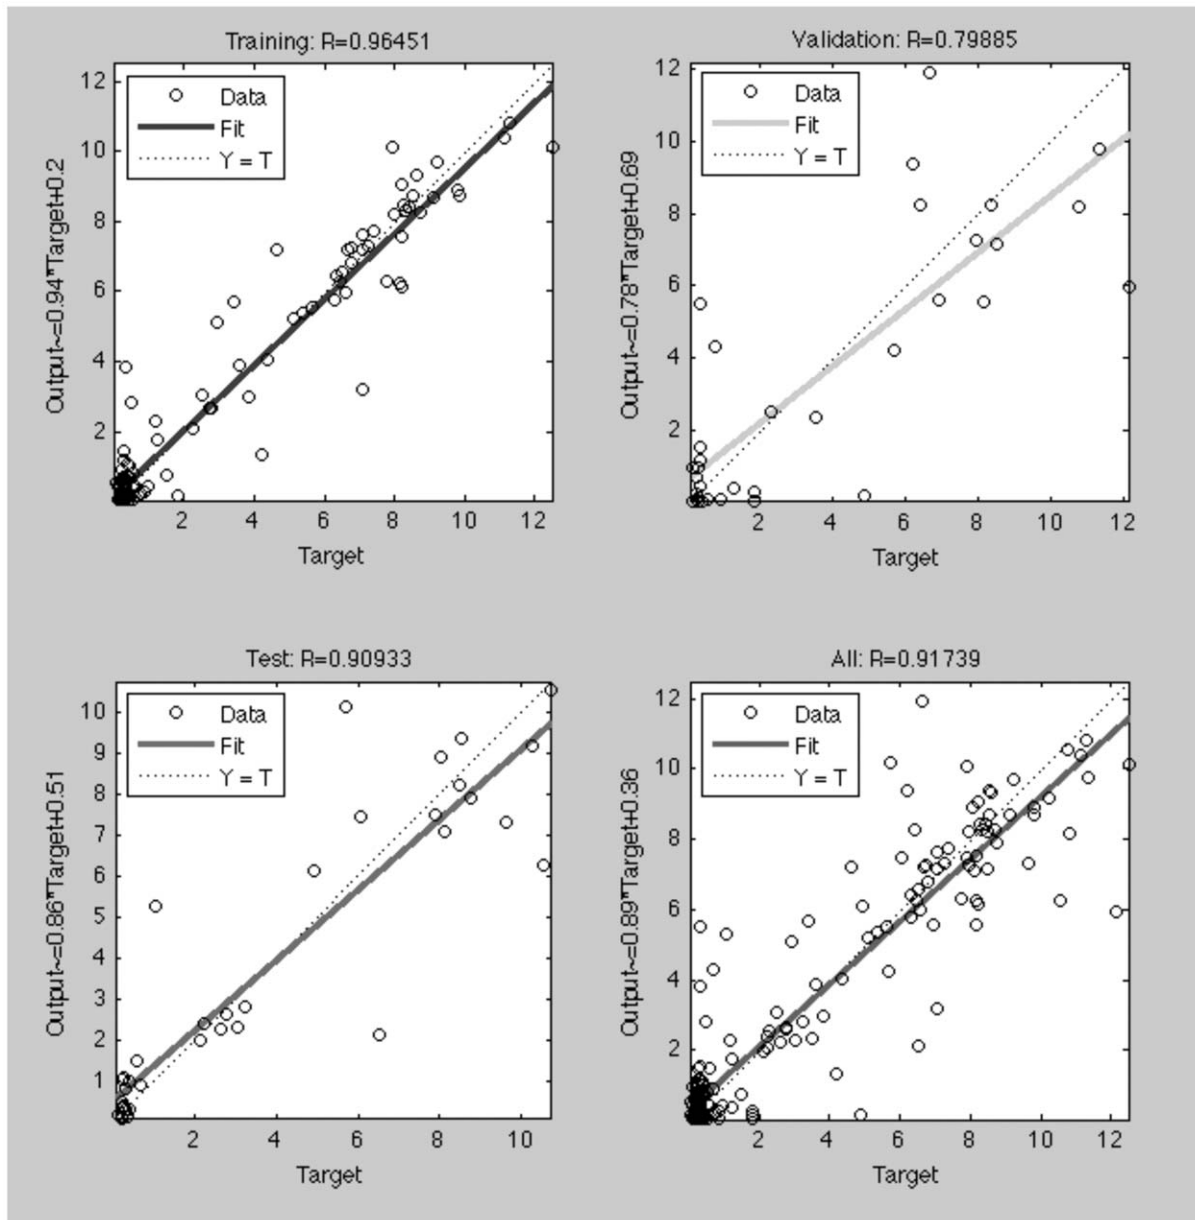 Training: R=0.96451
Data
Fit
Y = T
Output~=0.94*Target+0.2
12
10
8
6
4
2
2
4
6
8
10
12
Target
Validation: R=0.79885
Data
Fit
Y = T
Output~=0.78*Target+0.69
12
10
8
6
4
2
2
4
6
8
10
12
Target
Test: R=0.90933
Data
Fit
Y = T
Output~=0.86*Target+0.51
10
9
8
7
6
5
4
3
2
1
2
4
6
8
10
Target
All: R=0.91739
Data
Fit
Y = T
Output~=0.89*Target+0.36
12
10
8
6
4
2
2
4
6
8
10
12
Target